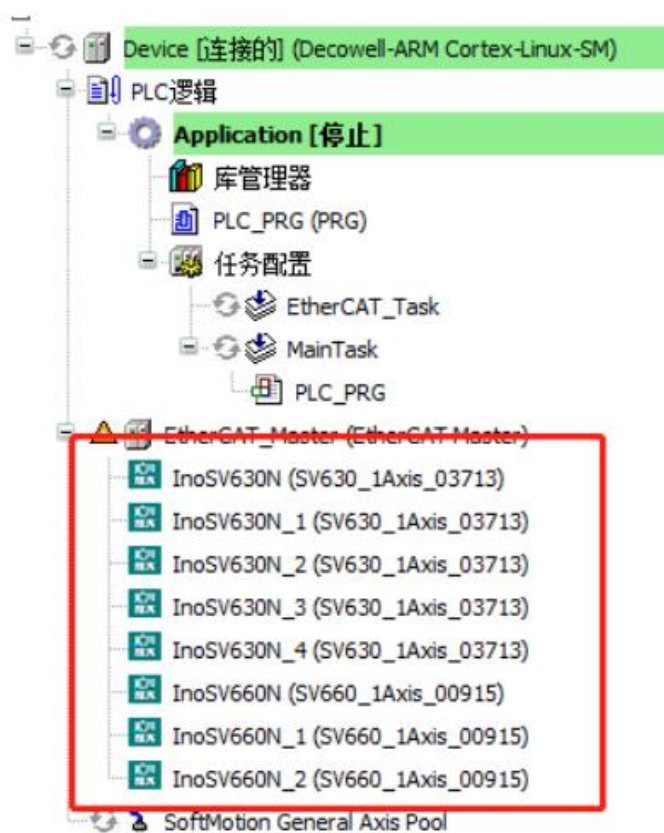 Device [连接的] (Decowell-ARM Cortex-Linux-SM)
PLC逻辑
Application [停止]
库管理器
PLC_PRG (PRG)
任务配置
EtherCAT_Task
MainTask
PLC_PRG
EtherCAT_Master (EtherCAT Master)
InoSV630N (SV630_1Axis_03713)
InoSV630N_1 (SV630_1Axis_03713)
InoSV630N_2 (SV630_1Axis_03713)
InoSV630N_3 (SV630_1Axis_03713)
InoSV630N_4 (SV630_1Axis_03713)
InoSV660N (SV660_1Axis_00915)
InoSV660N_1 (SV660_1Axis_00915)
InoSV660N_2 (SV660_1Axis_00915)
SoftMotion General Axis Pool